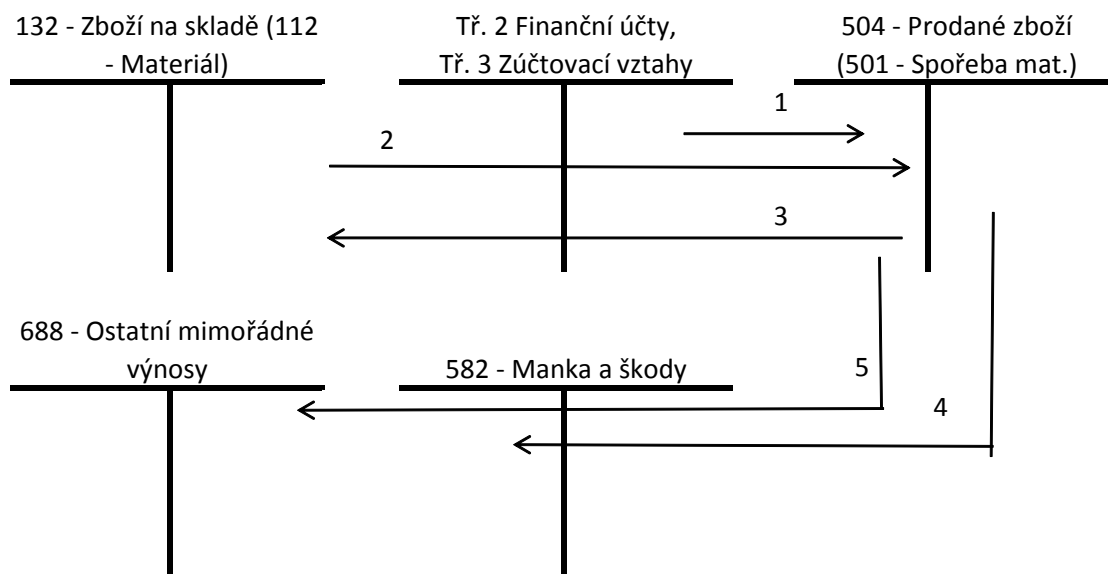 132 - Zboží na skladě (112
- Materiál)
Tř. 2 Finanční účty,
Tř. 3 Zúčtovací vztahy
504 - Prodané zboží
(501 - Spořeba mat.)
1
2
3
688 - Ostatní mimořádné
výnosy
582 - Manka a škody
5
4